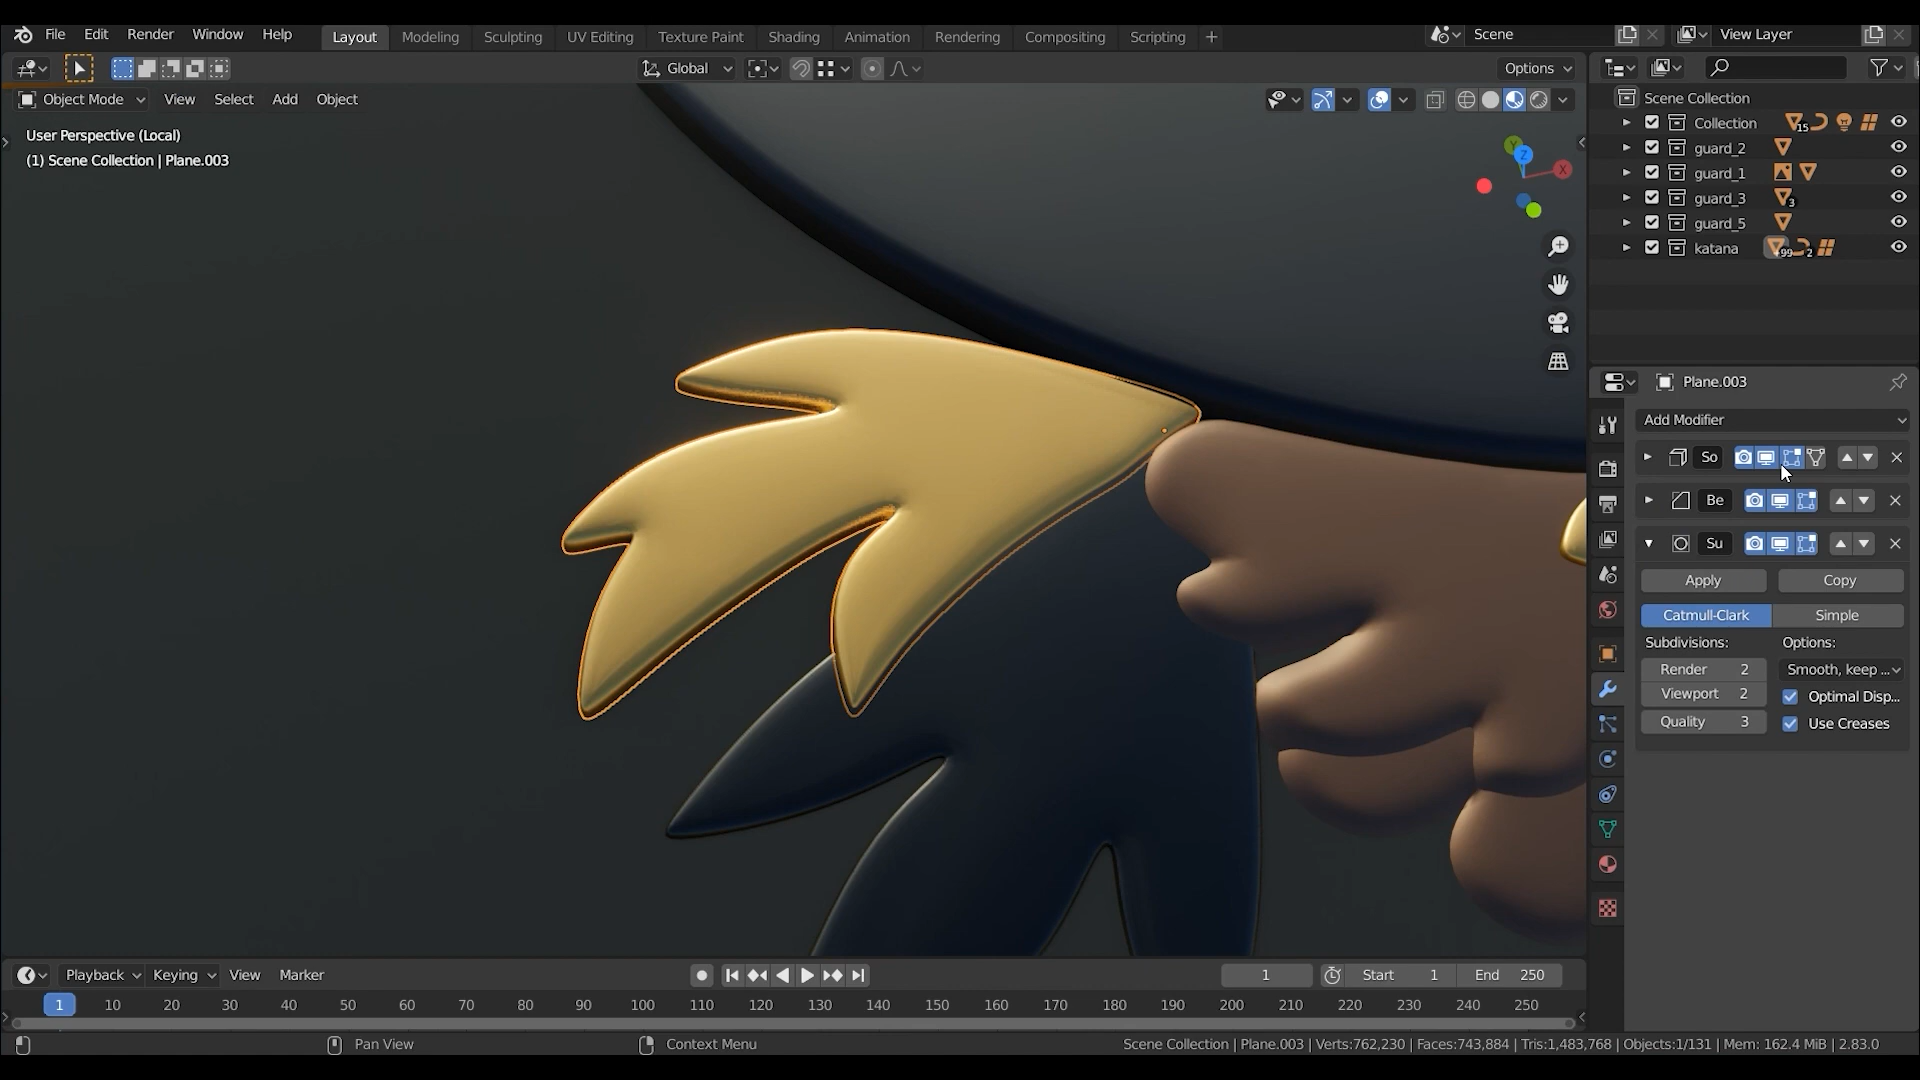 File Edit Render Window Help Layout Modeling Sculpting UV Editing Texture Paint Shading Animation Rendering Compositing Scripting + Scene View Layer
Global Options
Object Mode View Select Add Object
User Perspective (Local)
(1) Scene Collection | Plane.003
Y Z X
Scene Collection
Collection 15
guard_2
guard_1
guard_3 3
guard_5
katana +99 2
Plane.003
Add Modifier
So
Be
Su
Apply Copy
Catmull-Clark Simple
Subdivisions: Options:
Render 2 Smooth, keep ...
Viewport 2 Optimal Disp...
Quality 3 Use Creases
Playback Keying View Marker 1 Start 1 End 250
1 10 20 30 40 50 60 70 80 90 100 110 120 130 140 150 160 170 180 190 200 210 220 230 240 250
Pan View Context Menu Scene Collection | Plane.003 | Verts:762,230 | Faces:743,884 | Tris:1,483,768 | Objects:1/131 | Mem: 162.4 MiB | 2.83.0